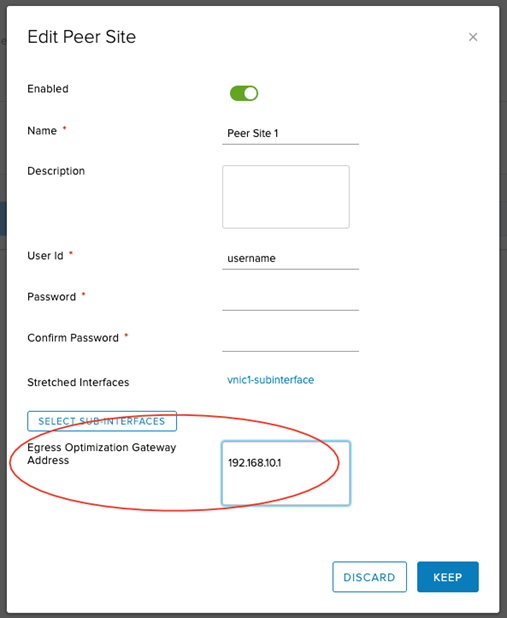 Edit Peer Site
×
Enabled
Name *
Peer Site 1
Description
User Id *
username
Password *
Confirm Password *
Stretched Interfaces
vnic1-subinterface
SELECT SUB-INTERFACES
Egress Optimization Gateway
Address
192.168.10.1
DISCARD
KEEP